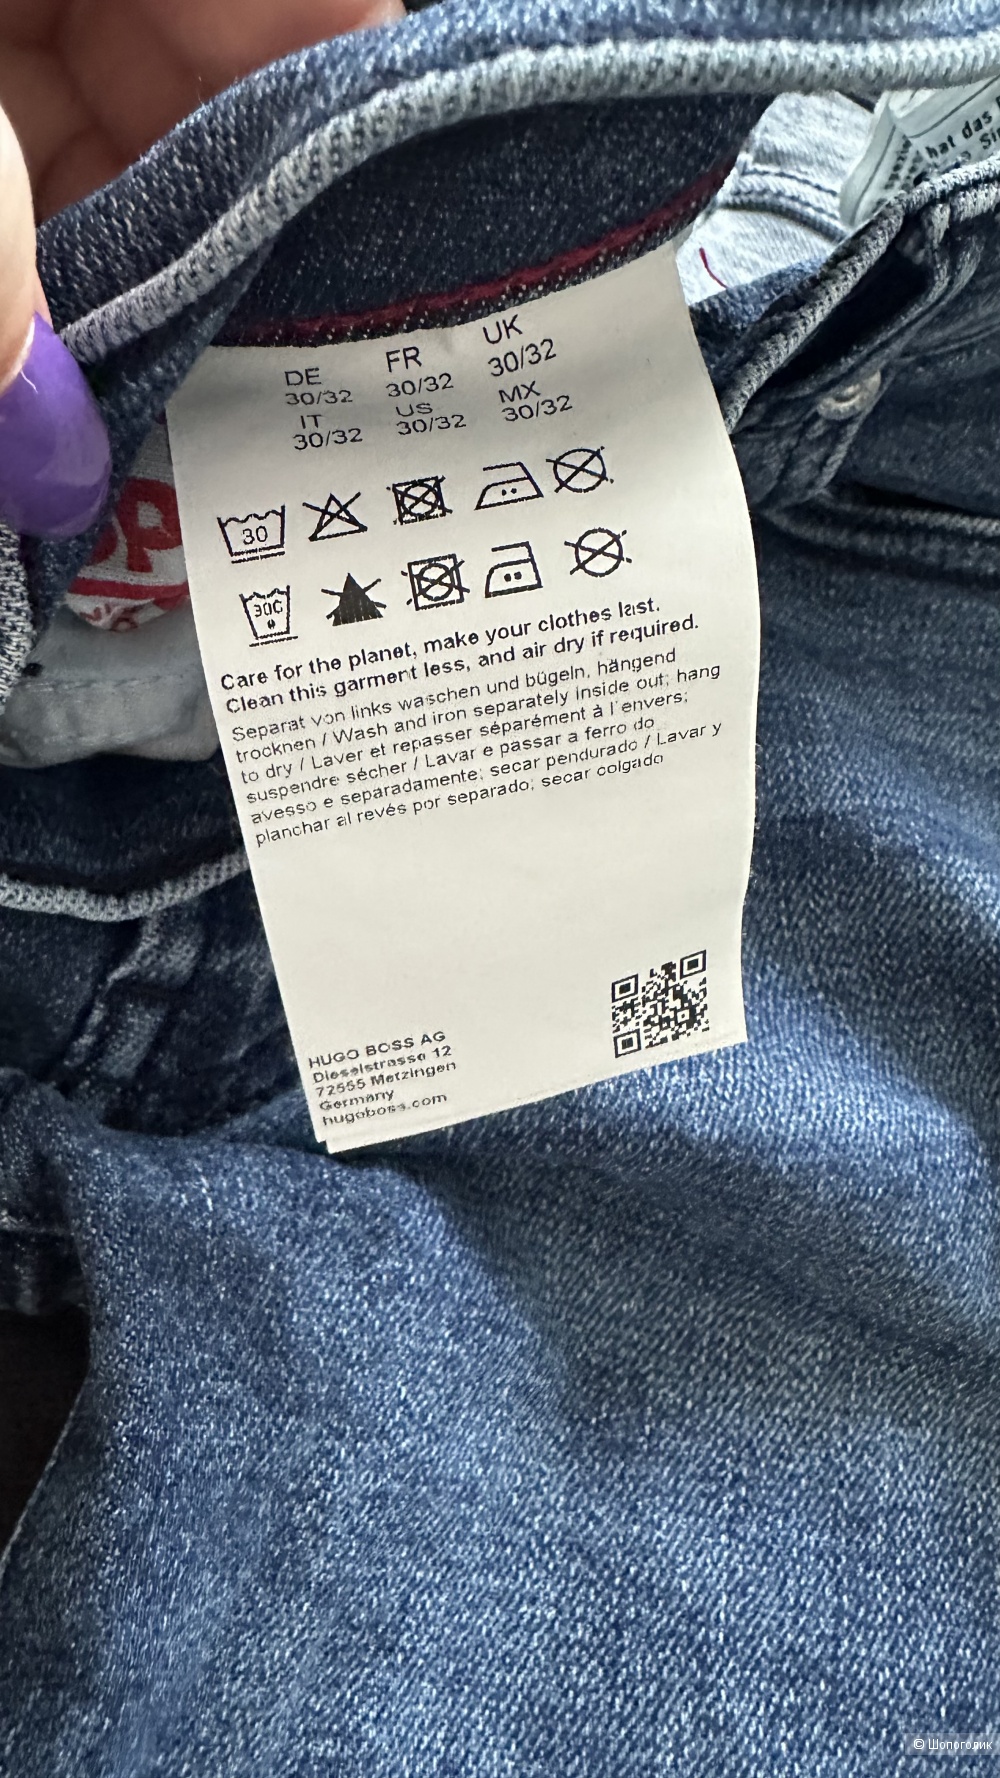 hat das
DE FR UK
30/32 30/32 30/32
IT US MX
30/32 30/32 30/32
30
30C
Care for the planet, make your clothes last.
Clean this garment less, and air dry if required.
Separat von links waschen und bügeln, hängend
trocknen / Wash and iron separately inside out; hang
to dry / Laver et repasser séparément à l'envers;
suspendre sécher / Lavar e passar a ferro do
avesso e separadamente; secar pendurado / Lavar y
planchar al revés por separado; secar colgado
HUGO BOSS AG
Dieselstrasse 12
72555 Metzingen
Germany
hugoboss.com
© Шопоголик